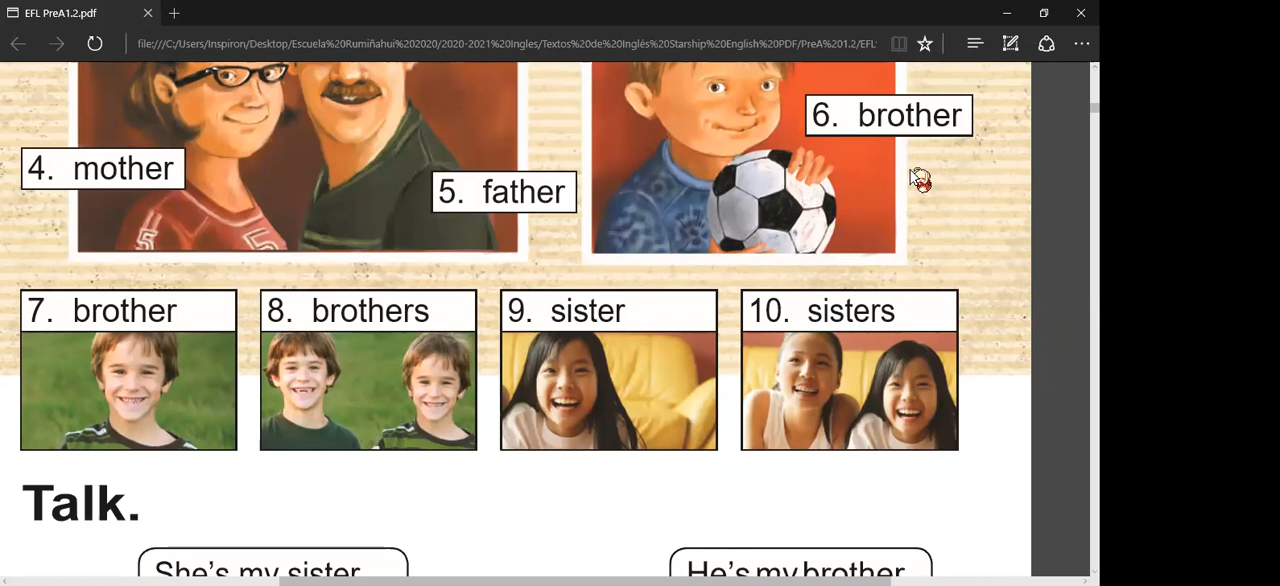 EFL PreA1.2.pdf
file:///C:/Users/Inspiron/Desktop/Escuela%20Rumiñahui%202020/2020-2021%20Ingles/Textos%20de%20Inglés%20Starship%20English%20PDF/PreA%201.2/EFL%
6. brother
4. mother
5. father
7. brother
8. brothers
9. sister
10. sisters
Talk.
She's my sister
He's my brother